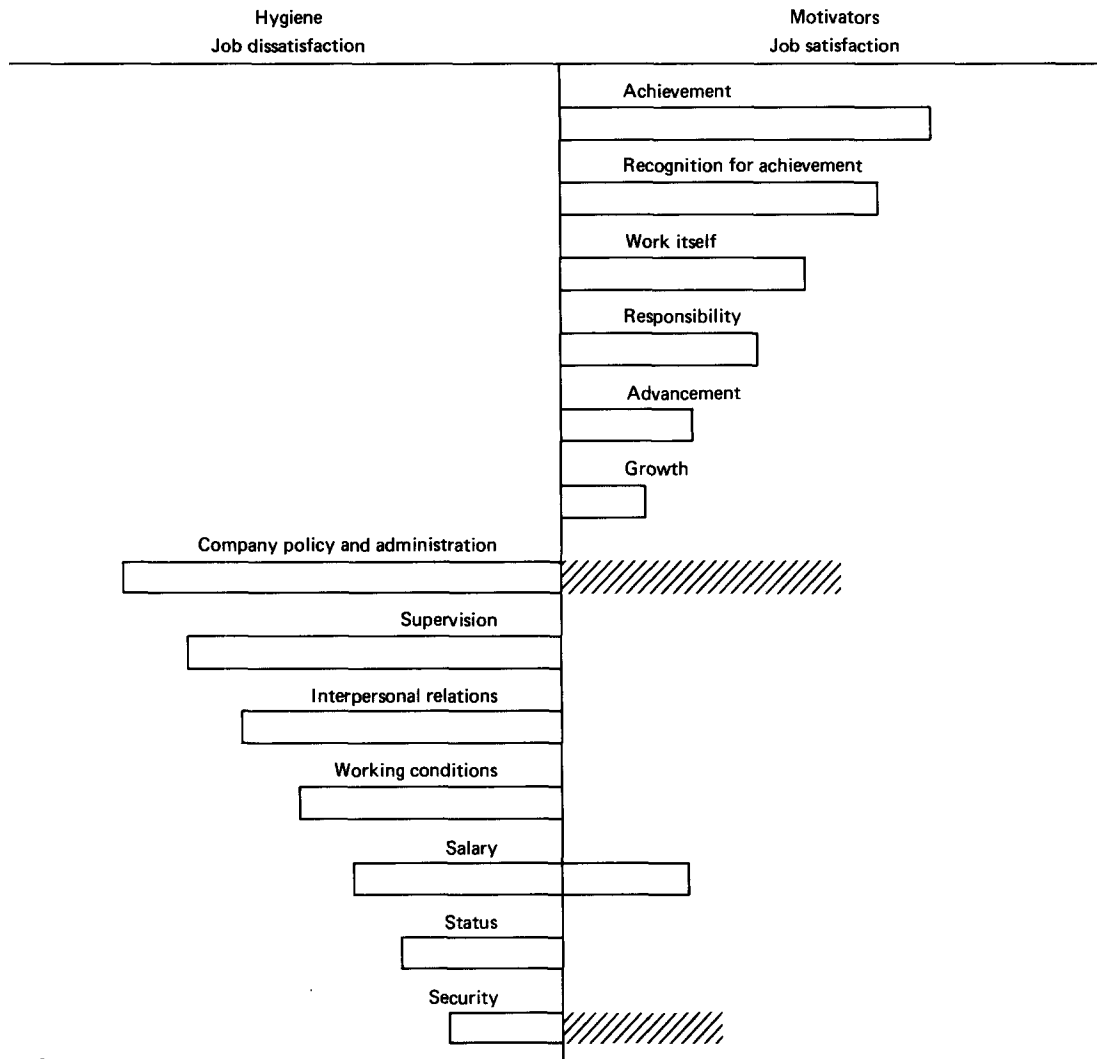 Hygiene
Job dissatisfaction
Motivators
Job satisfaction
Achievement
Recognition for achievement
Work itself
Responsibility
Advancement
Growth
Company policy and administration
Supervision
Interpersonal relations
Working conditions
Salary
Status
Security